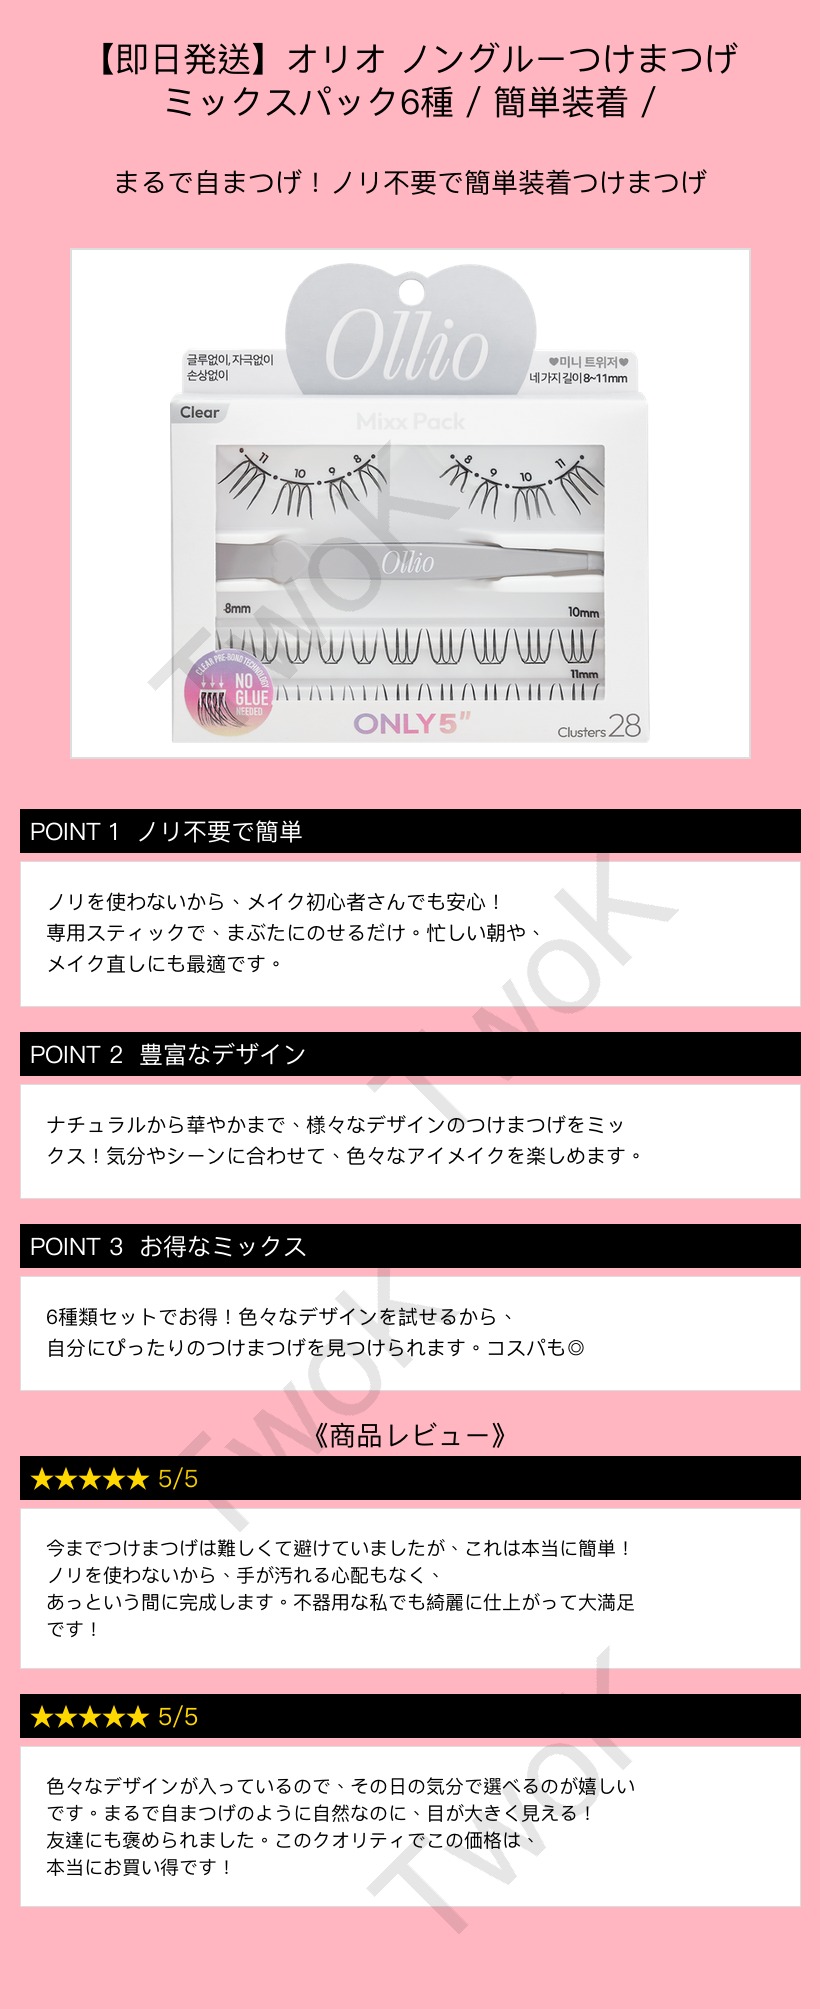 【即日発送】オリオ ノングルーつけまつげ
ミックスパック6種 / 簡単装着 /
まるで自まつげ！ノリ不要で簡単装着つけまつげ
Ollio
글루없이, 자극없이
손상없이
♥미니 트위저♥
네가지길이8~11mm
Clear
Mixx Pack
11 10 9 8 8 9 10 11
Ollio
8mm
10mm
11mm
CLEAR PRE-BOND TECHNOLOGY
NO
GLUE
NEEDED
ONLY5"
Clusters 28
TwoK
POINT 1 ノリ不要で簡単
ノリを使わないから、メイク初心者さんでも安心！
専用スティックで、まぶたにのせるだけ。忙しい朝や、
メイク直しにも最適です。
TwoK
POINT 2 豊富なデザイン
ナチュラルから華やかまで、様々なデザインのつけまつげをミッ
クス！気分やシーンに合わせて、色々なアイメイクを楽しめます。
POINT 3 お得なミックス
6種類セットでお得！色々なデザインを試せるから、
自分にぴったりのつけまつげを見つけられます。コスパも◎
TwoK
《商品レビュー》
★★★★★ 5/5
今までつけまつげは難しくて避けていましたが、これは本当に簡単！
ノリを使わないから、手が汚れる心配もなく、
あっという間に完成します。不器用な私でも綺麗に仕上がって大満足
です！
★★★★★ 5/5
色々なデザインが入っているので、その日の気分で選べるのが嬉しい
です。まるで自まつげのように自然なのに、目が大きく見える！
友達にも褒められました。このクオリティでこの価格は、
本当にお買い得です！
TwoK